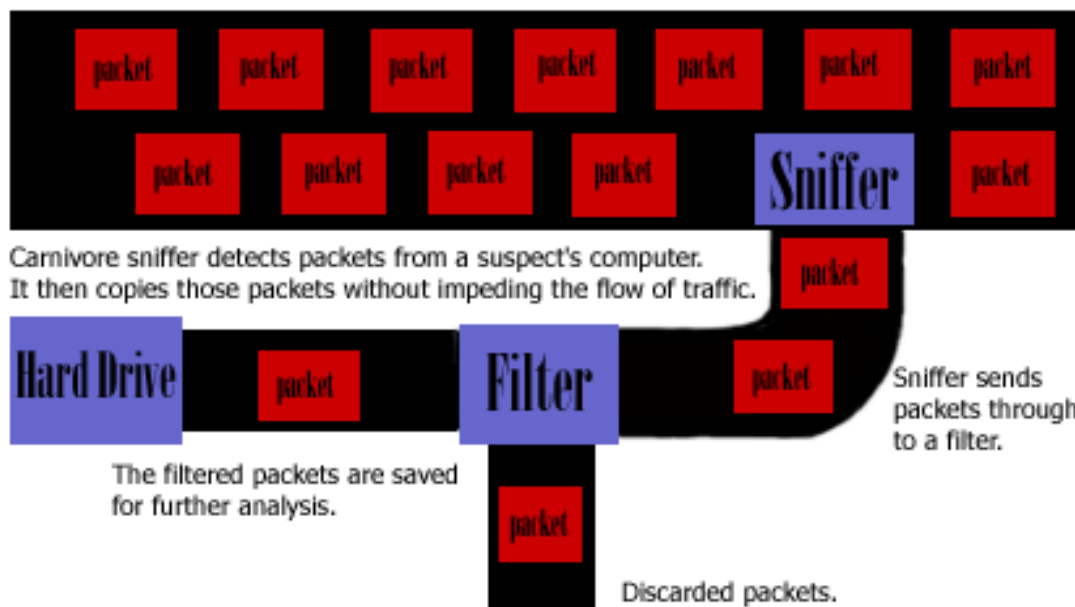 packet packet packet packet packet packet packet
packet packet packet packet Sniffer packet
Carnivore sniffer detects packets from a suspect's computer.
It then copies those packets without impeding the flow of traffic.
packet
Hard Drive packet Filter packet
Sniffer sends
packets through
to a filter.
The filtered packets are saved
for further analysis.
packet
Discarded packets.